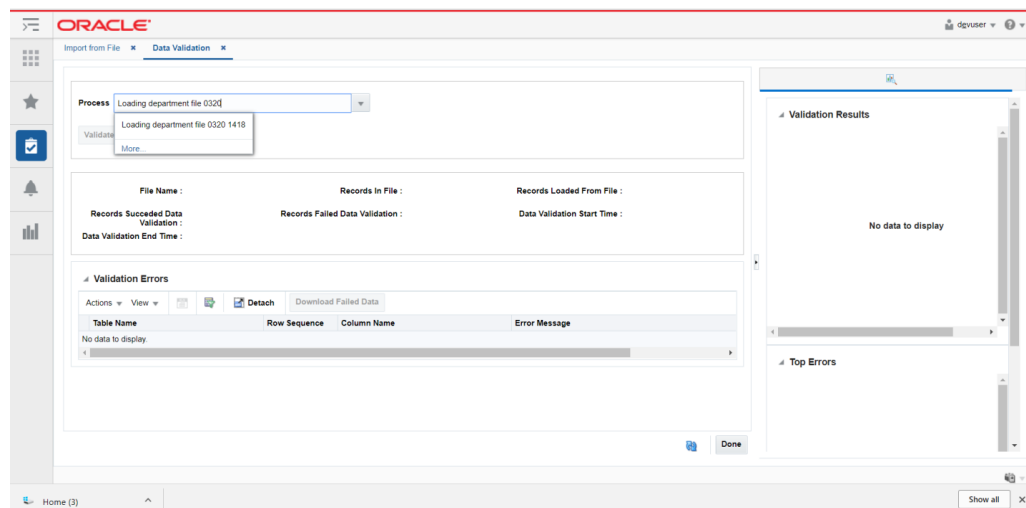 ORACLE®
devuser
Import from File
Data Validation
Process
Loading department file 0320
Loading department file 0320 1418
Validate
More...
Validation Results
No data to display
File Name :
Records In File :
Records Loaded From File :
Records Succeded Data Validation :
Records Failed Data Validation :
Data Validation Start Time :
Data Validation End Time :
Validation Errors
Actions
View
Detach
Download Failed Data
Table Name
Row Sequence
Column Name
Error Message
No data to display.
Top Errors
Done
Home (3)
Show all